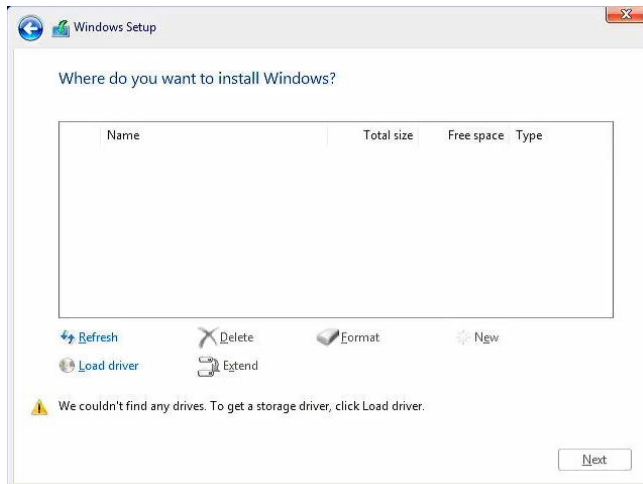 Windows Setup
Where do you want to install Windows?
Name Total size Free space Type
Refresh Delete Format New
Load driver Extend
We couldn't find any drives. To get a storage driver, click Load driver.
Next